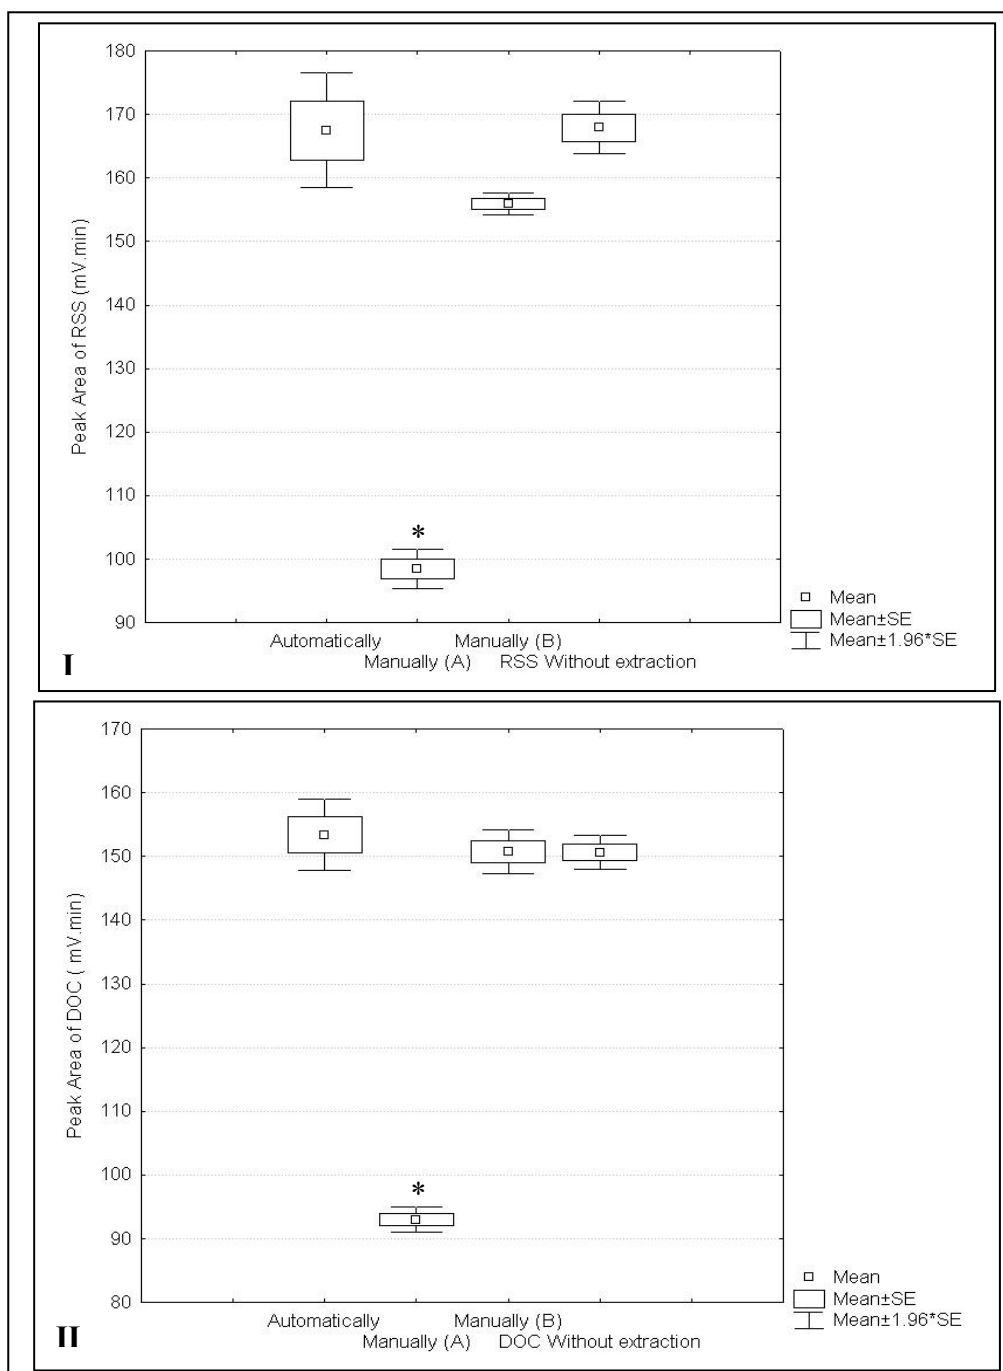 180
170
160
150
140
130
120
110
100
90
Peak Area of RSS (mV.min)
*
Automatically
Manually (B)
Manually (A)
RSS Without extraction
Mean
Mean±SE
Mean±1.96*SE
I
170
160
150
140
130
120
110
100
90
80
Peak Area of DOC ( mV.min)
*
Automatically
Manually (B)
Manually (A)
DOC Without extraction
Mean
Mean±SE
Mean±1.96*SE
II